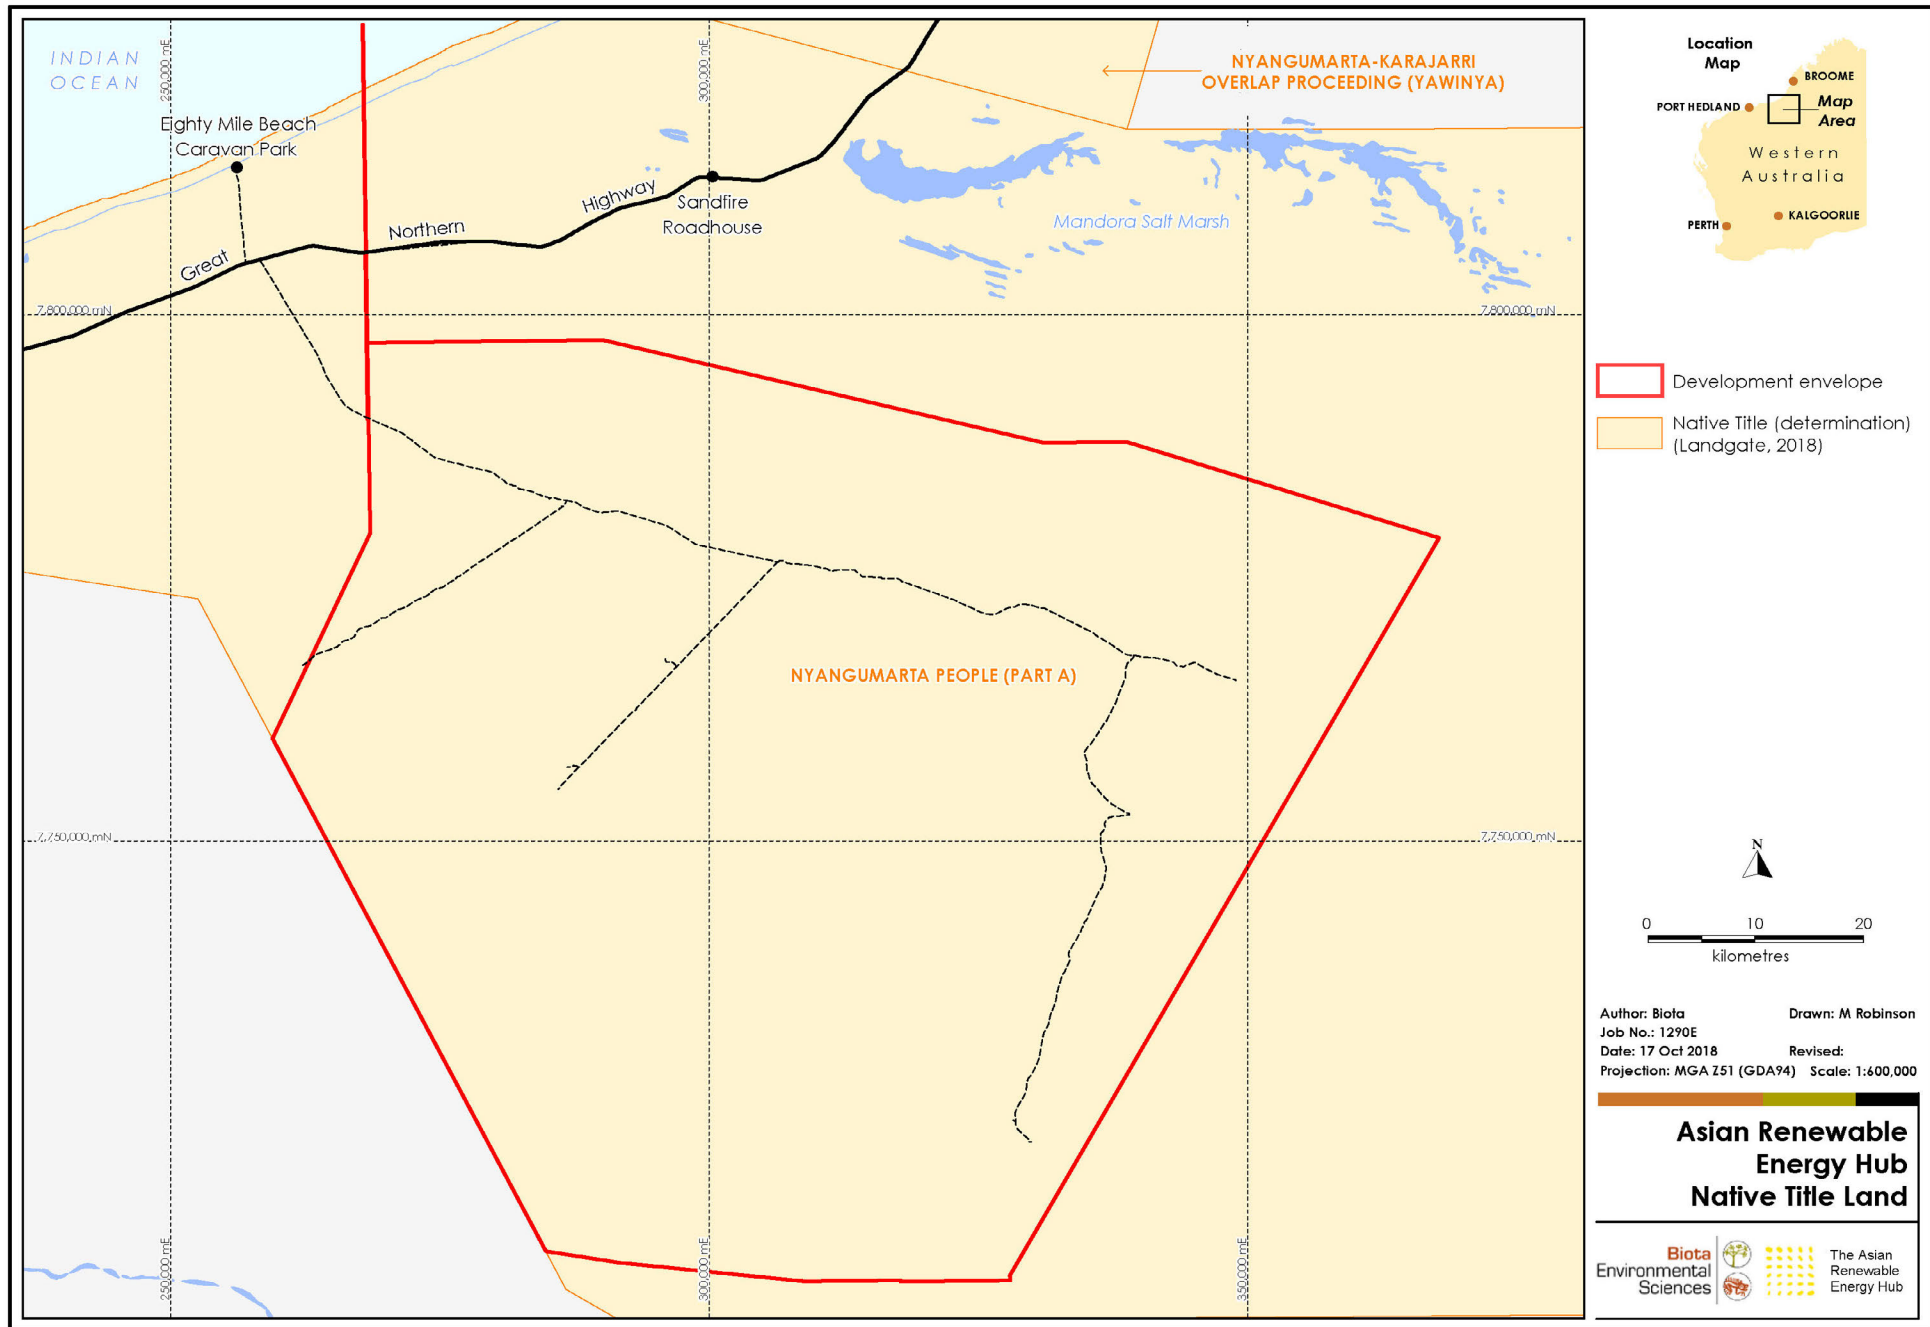 INDIAN
OCEAN
250,000 mE
300,000 mE
NYANGUMARTA-KARAJARRI
OVERLAP PROCEEDING (YAWINYA)
Eighty Mile Beach
Caravan Park
Great
Northern
Highway
Sandfire
Roadhouse
Mandora Salt Marsh
7,800,000 mN
7,800,000 mN
NYANGUMARTA PEOPLE (PART A)
7,750,000 mN
7,750,000 mN
250,000 mE
300,000 mE
350,000 mE
Location
Map
BROOME
PORT HEDLAND
Map
Area
Western
Australia
KALGOORLIE
PERTH
Development envelope
Native Title (determination)
(Landgate, 2018)
N
0 10 20
kilometres
Author: Biota Drawn: M Robinson
Job No.: 1290E
Date: 17 Oct 2018 Revised:
Projection: MGA Z51 (GDA94) Scale: 1:600,000
Asian Renewable
Energy Hub
Native Title Land
Biota
Environmental
Sciences
The Asian
Renewable
Energy Hub